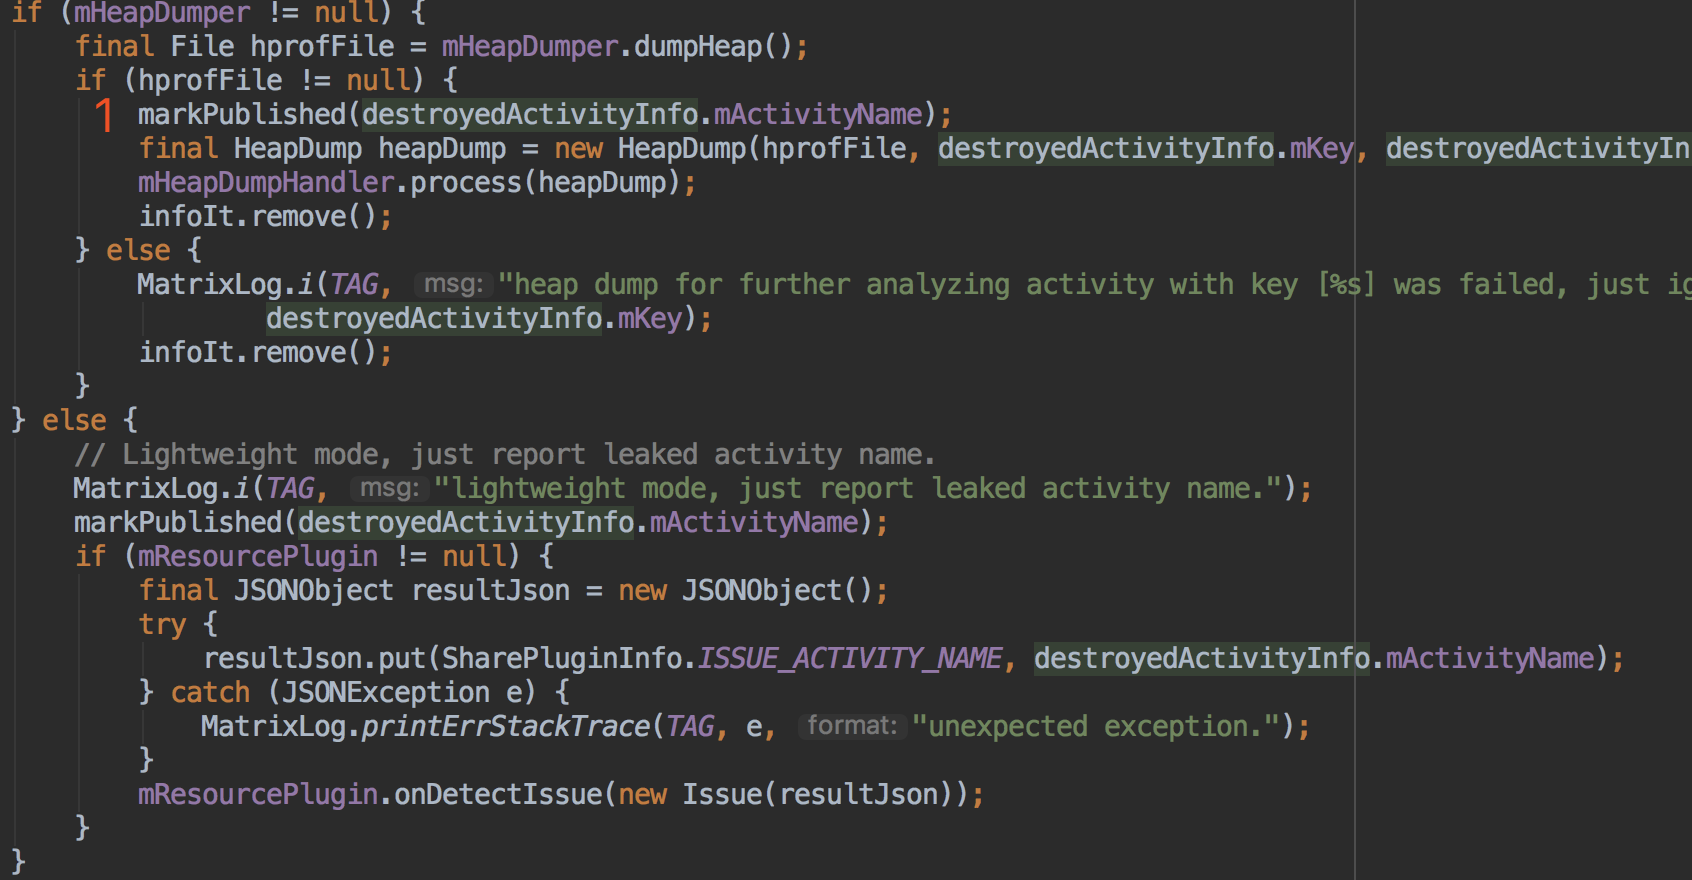 if (mHeapDumper != null) {
final File hprofFile = mHeapDumper.dumpHeap();
if (hprofFile != null) {
1 markPublished(destroyedActivityInfo.mActivityName);
final HeapDump heapDump = new HeapDump(hprofFile, destroyedActivityInfo.mKey, destroyedActivityIn
mHeapDumpHandler.process(heapDump);
infoIt.remove();
} else {
MatrixLog.i(TAG, msg: "heap dump for further analyzing activity with key [%s] was failed, just ig
destroyedActivityInfo.mKey);
infoIt.remove();
}
} else {
// Lightweight mode, just report leaked activity name.
MatrixLog.i(TAG, msg: "lightweight mode, just report leaked activity name.");
markPublished(destroyedActivityInfo.mActivityName);
if (mResourcePlugin != null) {
final JSONObject resultJson = new JSONObject();
try {
resultJson.put(SharePluginInfo.ISSUE_ACTIVITY_NAME, destroyedActivityInfo.mActivityName);
} catch (JSONException e) {
MatrixLog.printErrStackTrace(TAG, e, format: "unexpected exception.");
}
mResourcePlugin.onDetectIssue(new Issue(resultJson));
}
}